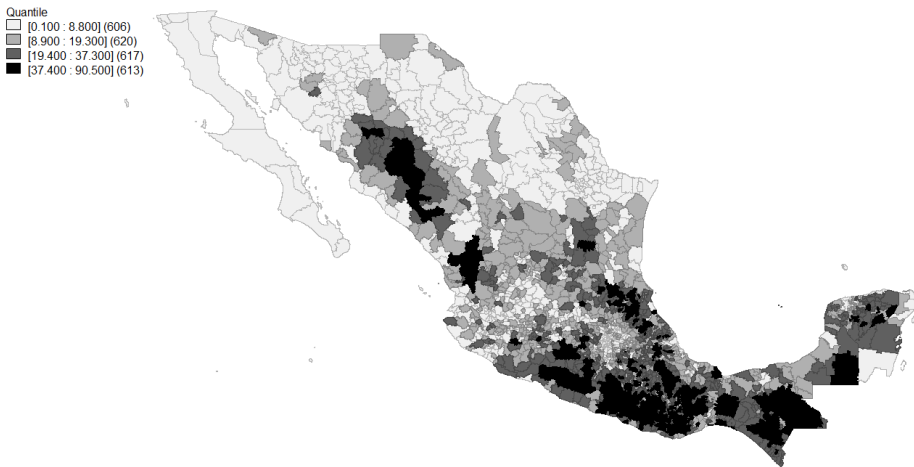 Quantile
[0.100 : 8.800] (606)
[8.900 : 19.300] (620)
[19.400 : 37.300] (617)
[37.400 : 90.500] (613)